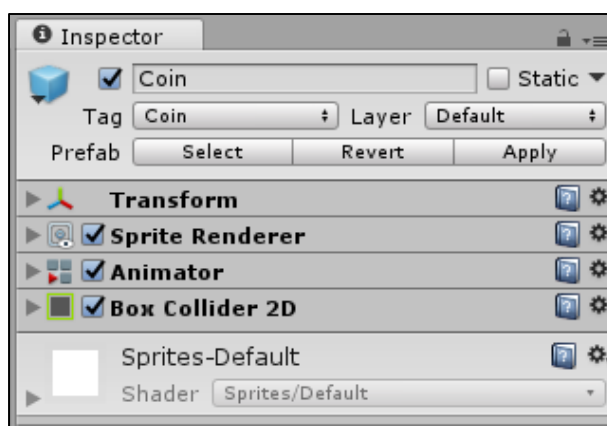 Inspector
Coin Static
Tag Coin Layer Default
Prefab Select Revert Apply
Transform
Sprite Renderer
Animator
Box Collider 2D
Sprites-Default
Shader Sprites/Default